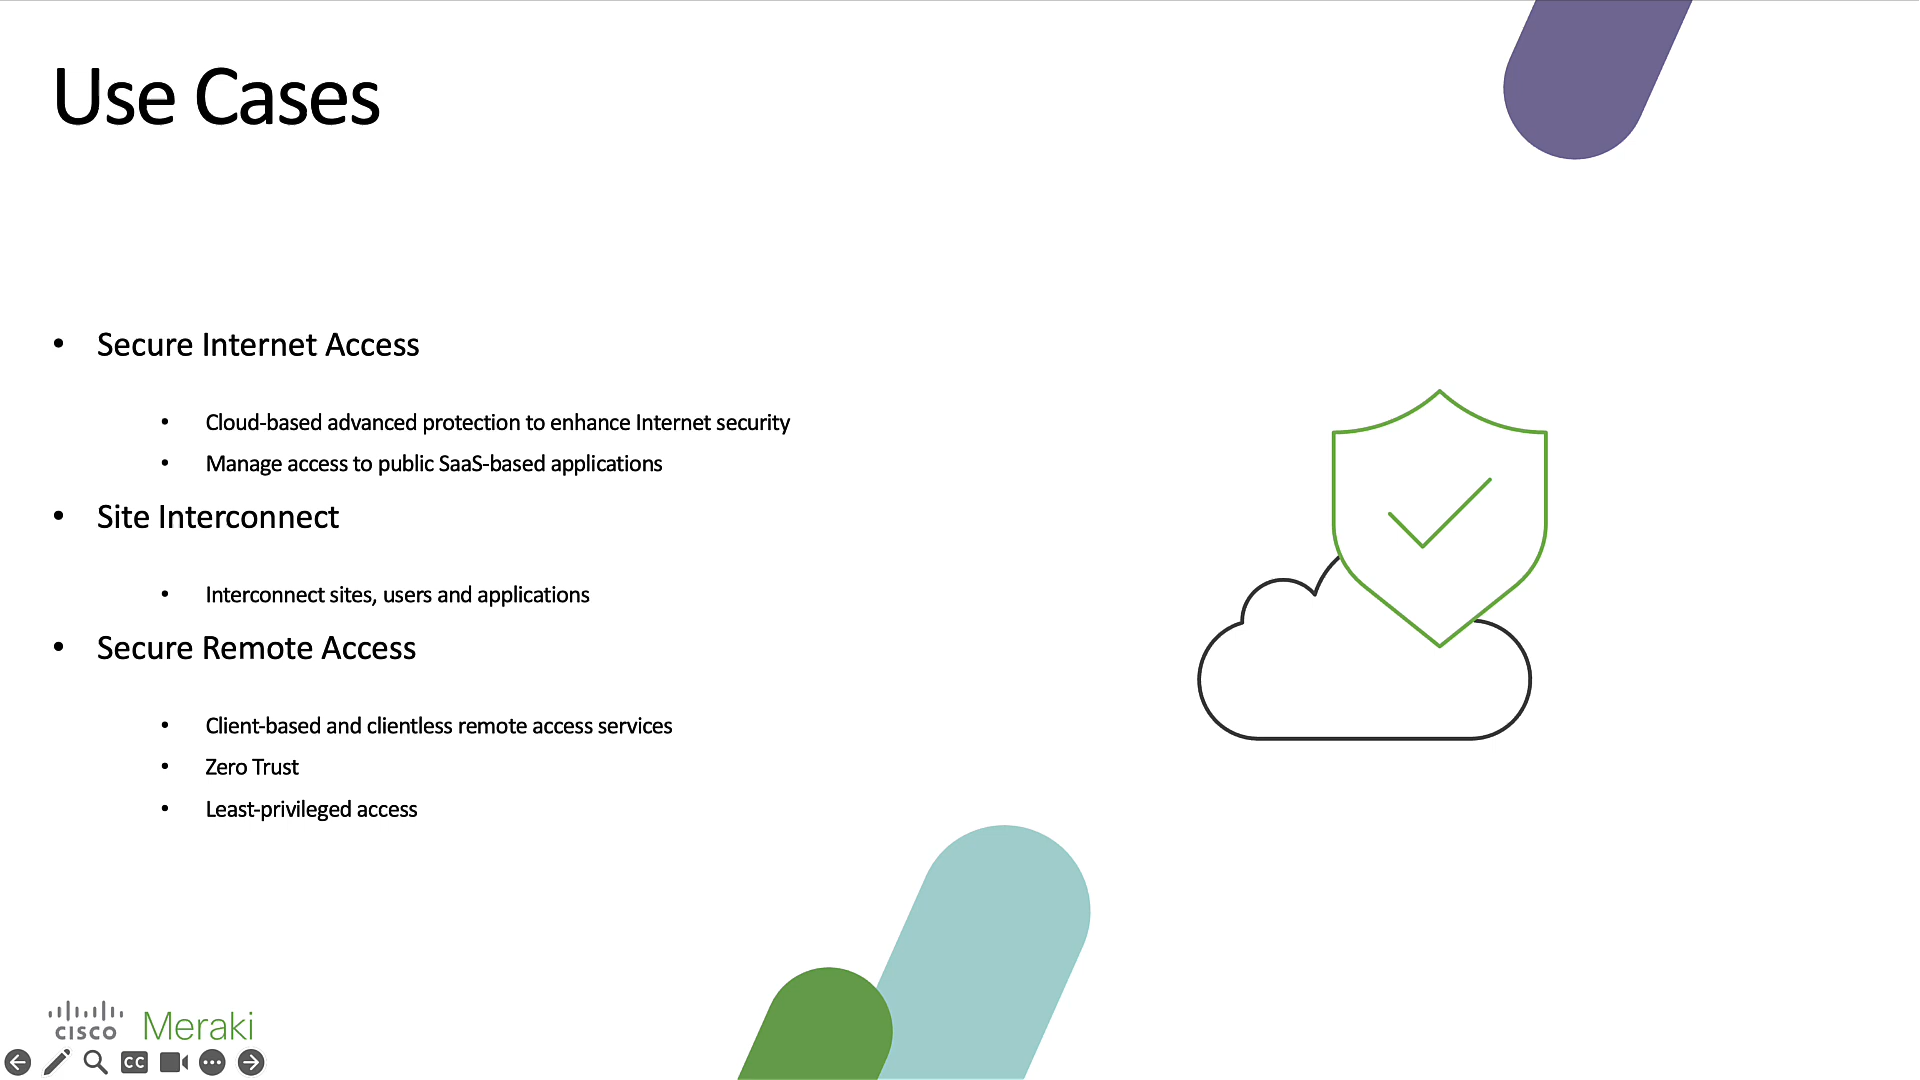 Use Cases
• Secure Internet Access
• Cloud-based advanced protection to enhance Internet security
• Manage access to public SaaS-based applications
• Site Interconnect
• Interconnect sites, users and applications
• Secure Remote Access
• Client-based and clientless remote access services
• Zero Trust
• Least-privileged access
CISCO Meraki
CC